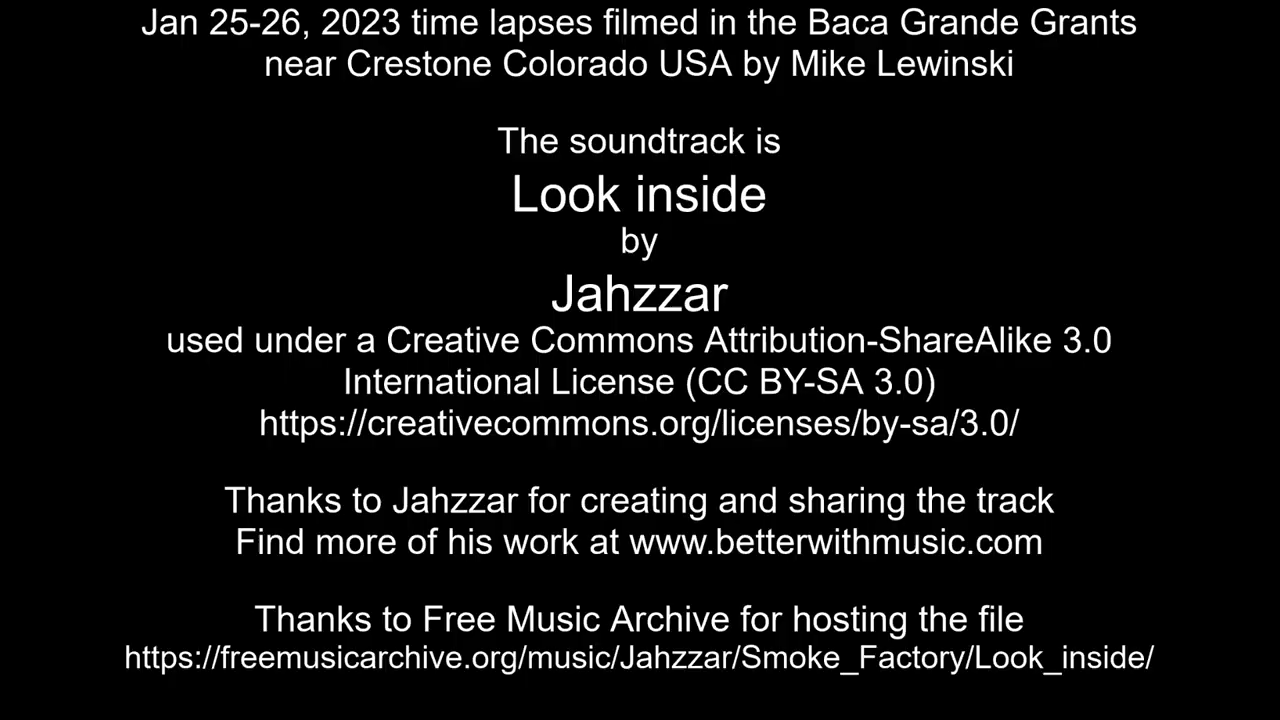 Jan 25-26, 2023 time lapses filmed in the Baca Grande Grants
near Crestone Colorado USA by Mike Lewinski
The soundtrack is
Look inside
by
Jahzzar
used under a Creative Commons Attribution-ShareAlike 3.0
International License (CC BY-SA 3.0)
https://creativecommons.org/licenses/by-sa/3.0/
Thanks to Jahzzar for creating and sharing the track
Find more of his work at www.betterwithmusic.com
Thanks to Free Music Archive for hosting the file
https://freemusicarchive.org/music/Jahzzar/Smoke_Factory/Look_inside/